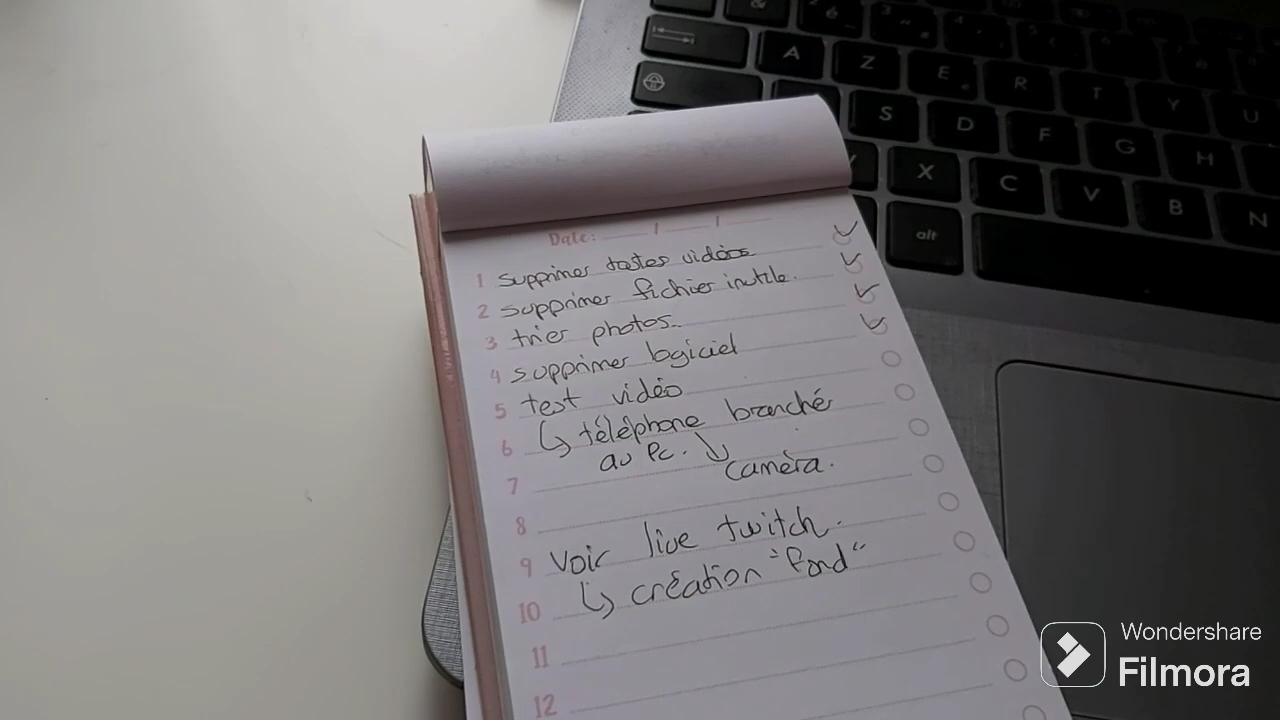 A Z E R T Y U
S D F G H
X C V B N
alt
Date: / /
1 supprimer toutes vidéos
2 supprimer fichier inutile.
3 trier photos..
4 supprimer logiciel
5 test vidéo
6 ↳ téléphone branché
au Pc. ↘ caméra.
7
8
9 Voir live twitch.
10 ↳ création "fond"
11
12
Wondershare
Filmora